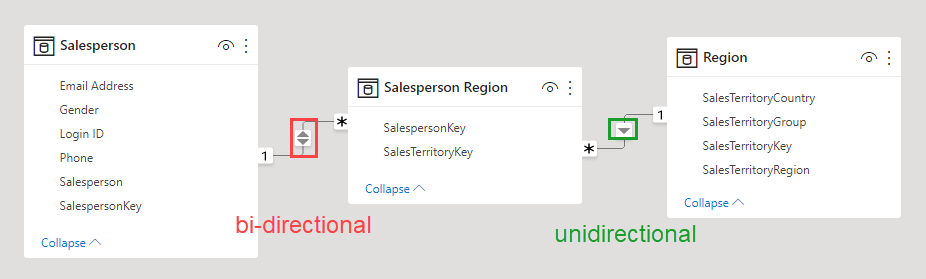 Salesperson
Email Address
Gender
Login ID
Phone
Salesperson
SalespersonKey
Collapse
1
*
bi-directional
Salesperson Region
SalespersonKey
SalesTerritoryKey
Collapse
*
1
unidirectional
Region
SalesTerritoryCountry
SalesTerritoryGroup
SalesTerritoryKey
SalesTerritoryRegion
Collapse